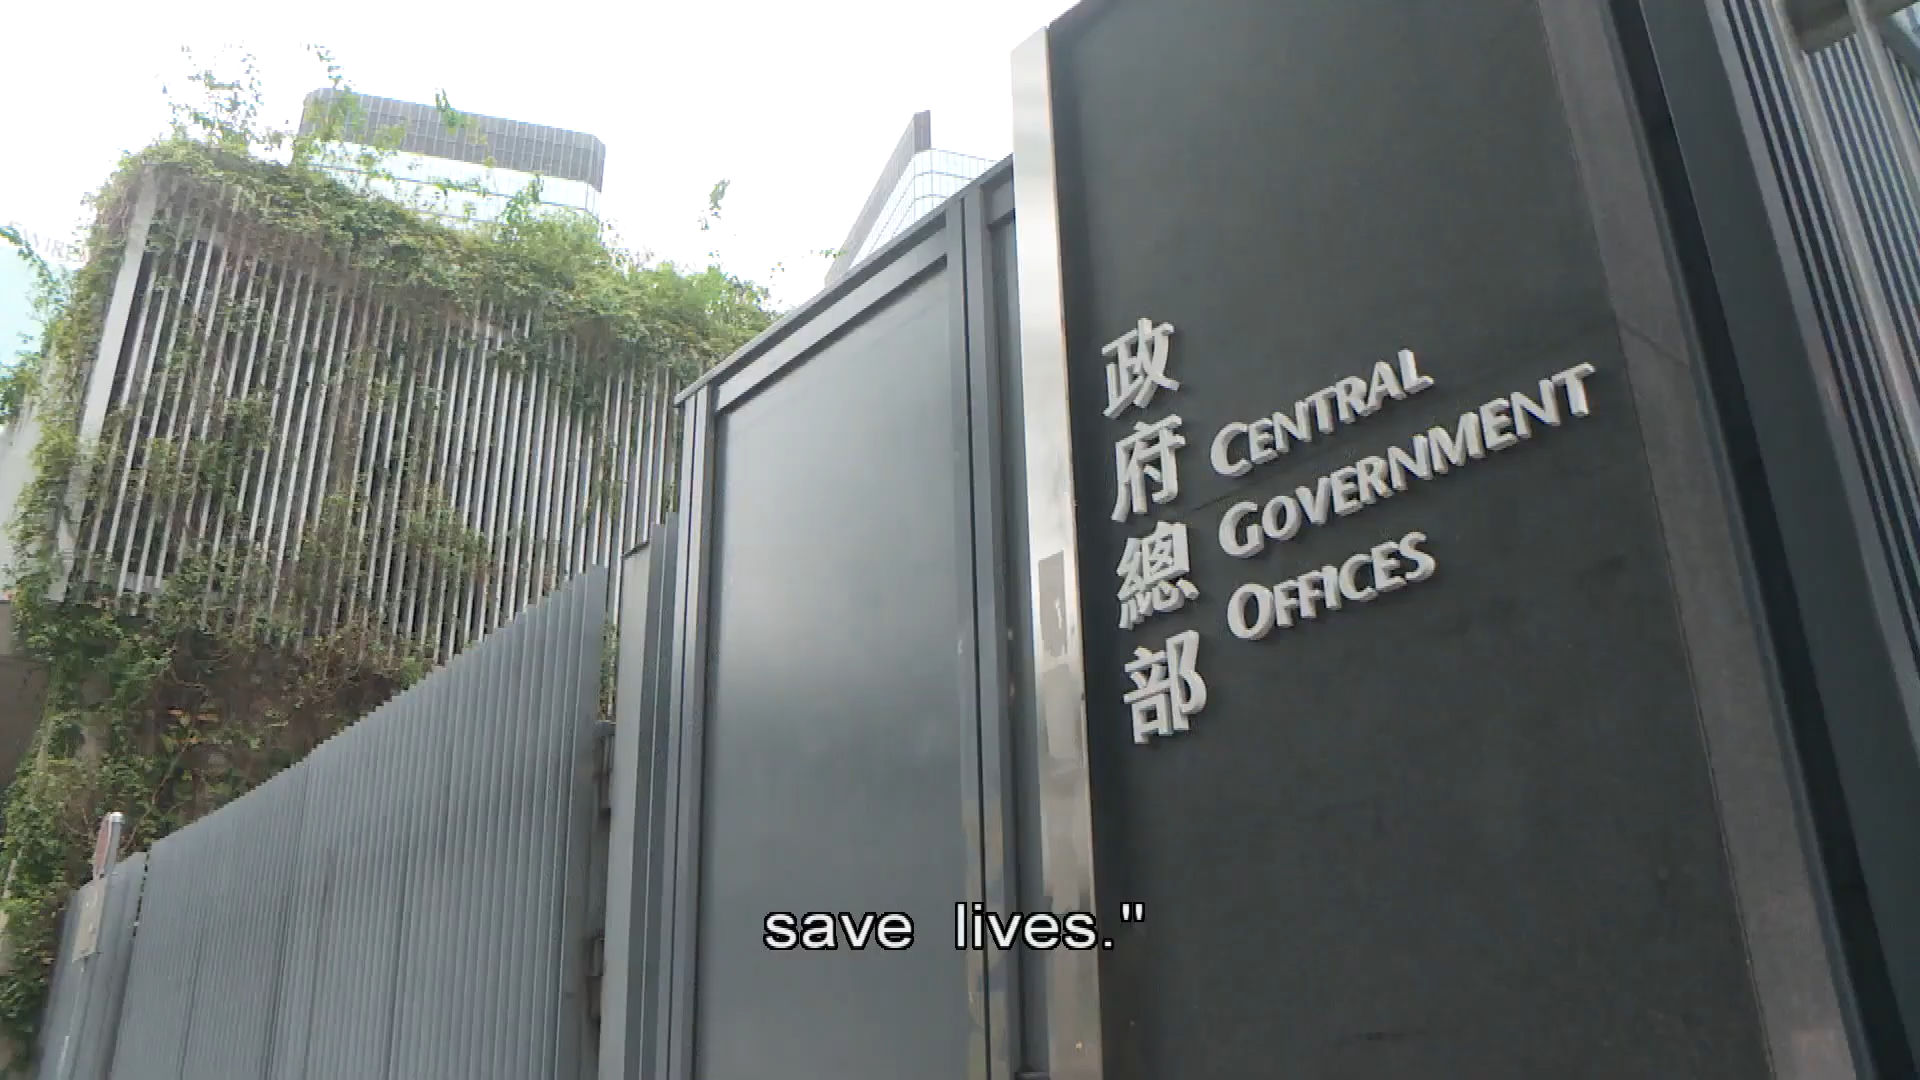 政府總部
CENTRAL
GOVERNMENT
OFFICES
save lives."